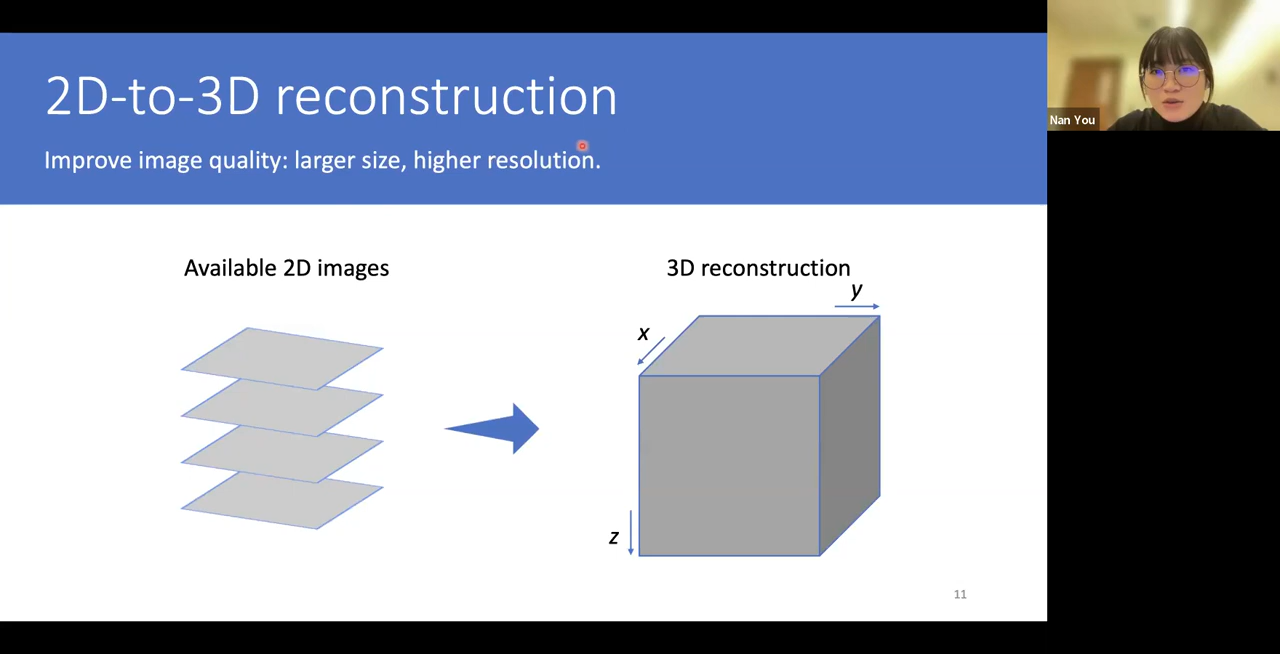 2D-to-3D reconstruction
Improve image quality: larger size, higher resolution.
Nan You
Available 2D images
3D reconstruction
y
x
z
11